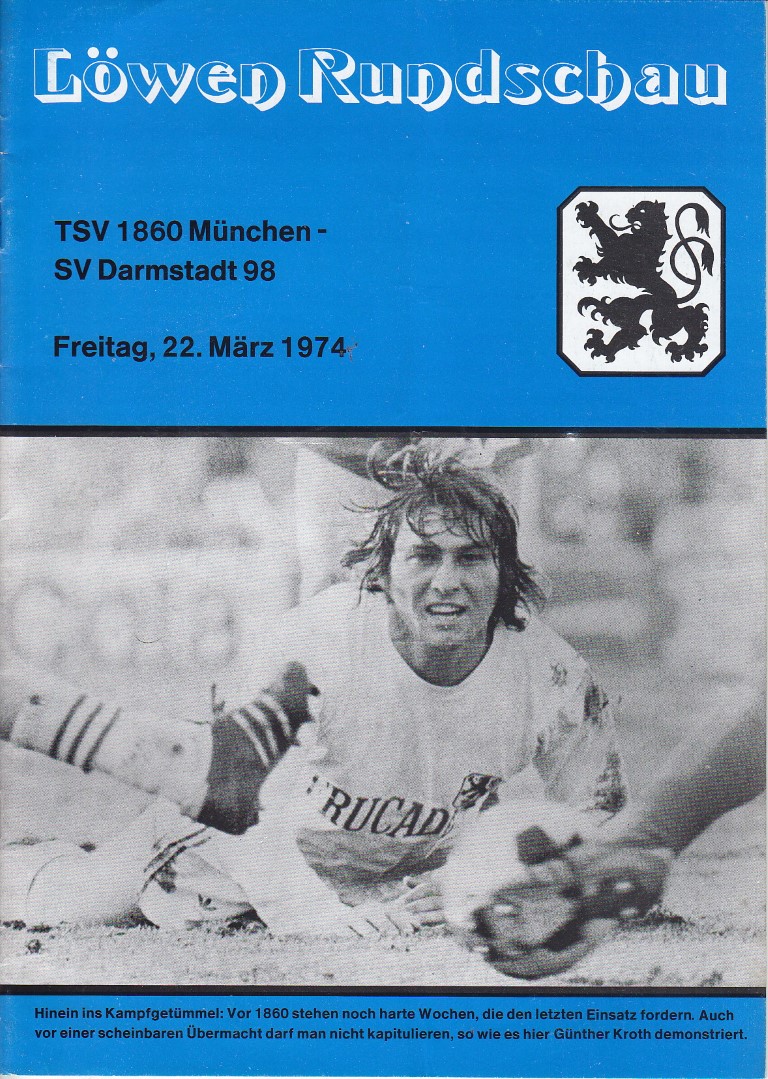 Löwen Rundschau
TSV 1860 München -
SV Darmstadt 98
Freitag, 22. März 1974
FRUCADE
Hinein ins Kampfgetümmel: Vor 1860 stehen noch harte Wochen, die den letzten Einsatz fordern. Auch
vor einer scheinbaren Übermacht darf man nicht kapitulieren, so wie es hier Günther Kroth demonstriert.